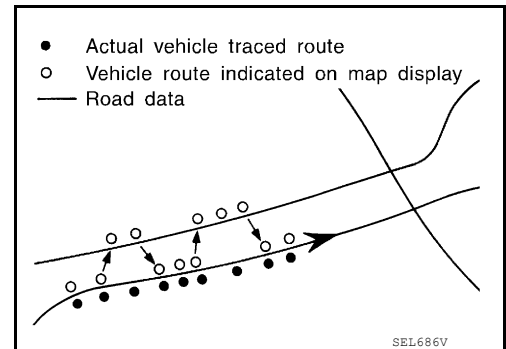 Actual vehicle traced route
Vehicle route indicated on map display
Road data
SEL686V